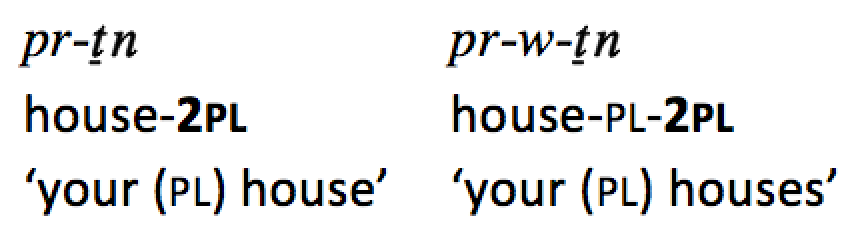 pr-ṯn pr-w-ṯn
house-2PL house-PL-2PL
‘your (PL) house’ ‘your (PL) houses’